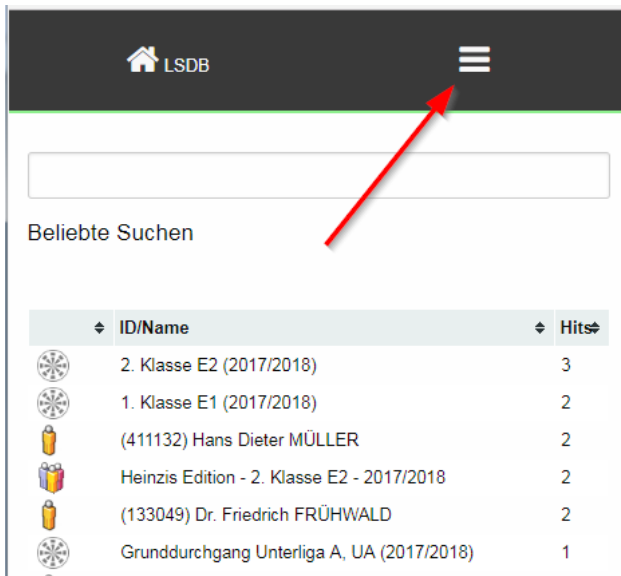 LSDB
Beliebte Suchen
ID/Name Hits
2. Klasse E2 (2017/2018) 3
1. Klasse E1 (2017/2018) 2
(411132) Hans Dieter MÜLLER 2
Heinzis Edition - 2. Klasse E2 - 2017/2018 2
(133049) Dr. Friedrich FRÜHWALD 2
Grunddurchgang Unterliga A, UA (2017/2018) 1